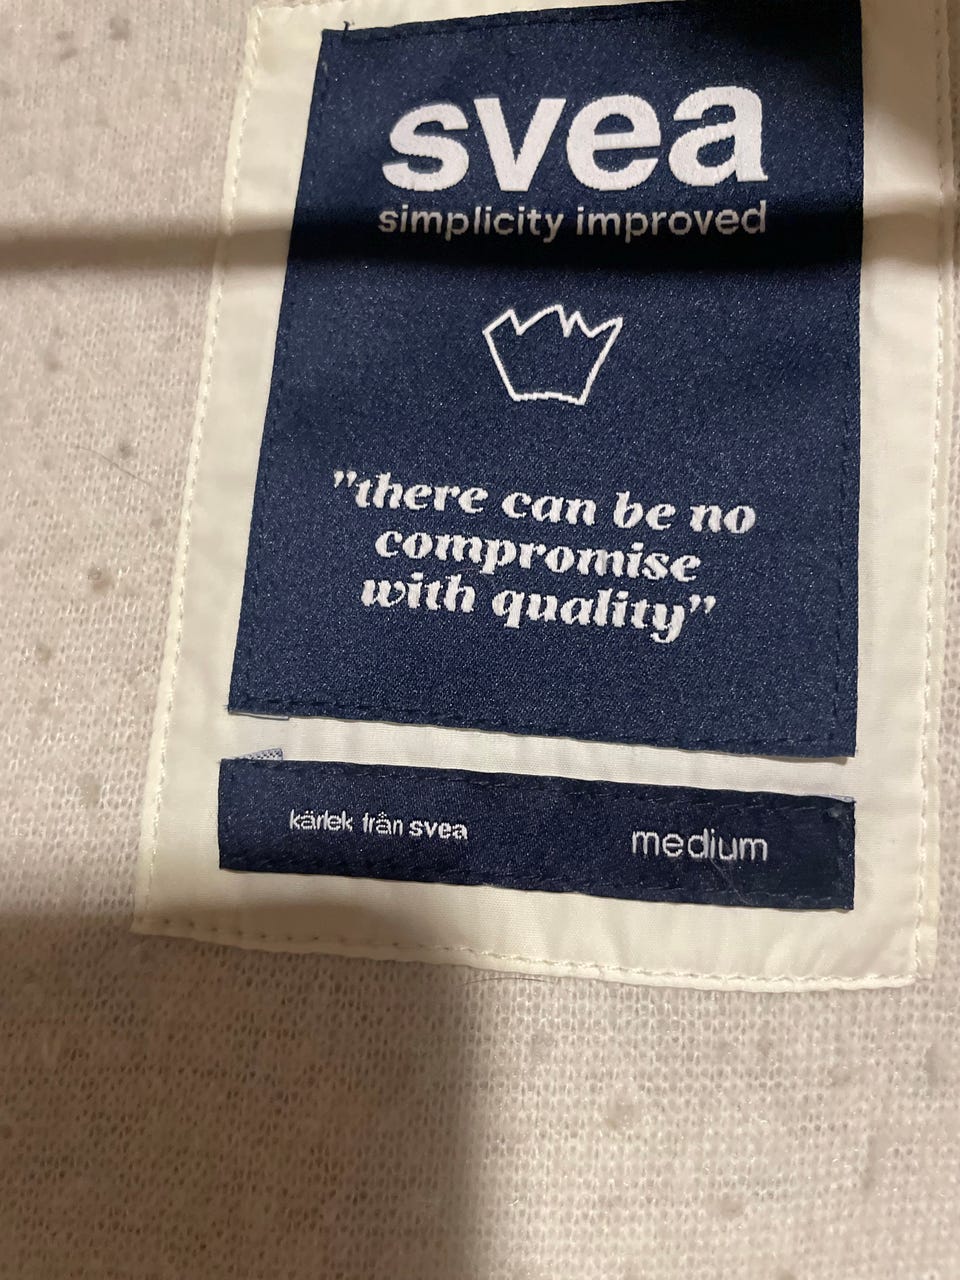 svea
simplicity improved
"there can be no
compromise
with quality"
kärlek från svea
medium